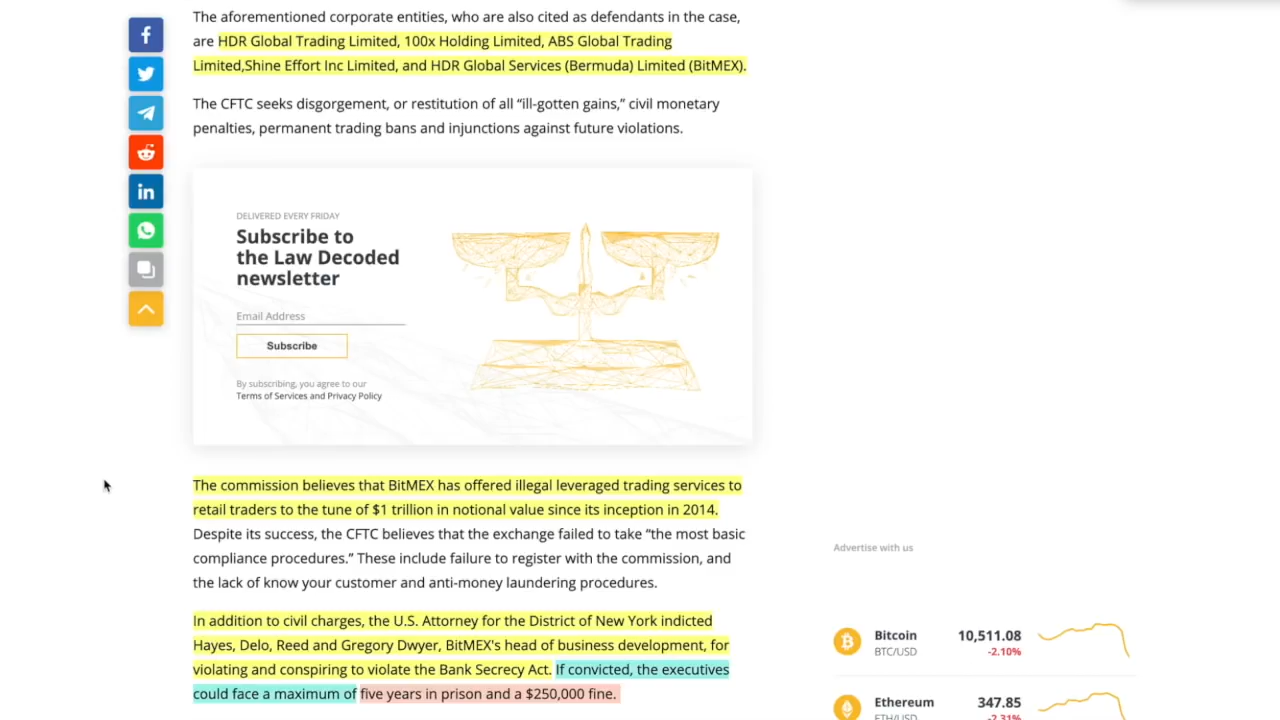 The aforementioned corporate entities, who are also cited as defendants in the case,
are HDR Global Trading Limited, 100x Holding Limited, ABS Global Trading
Limited,Shine Effort Inc Limited, and HDR Global Services (Bermuda) Limited (BitMEX).
The CFTC seeks disgorgement, or restitution of all “ill-gotten gains,” civil monetary
penalties, permanent trading bans and injunctions against future violations.
DELIVERED EVERY FRIDAY
Subscribe to
the Law Decoded
newsletter
Email Address
Subscribe
By subscribing, you agree to our
Terms of Services and Privacy Policy
The commission believes that BitMEX has offered illegal leveraged trading services to
retail traders to the tune of $1 trillion in notional value since its inception in 2014.
Despite its success, the CFTC believes that the exchange failed to take “the most basic
compliance procedures.” These include failure to register with the commission, and
the lack of know your customer and anti-money laundering procedures.
In addition to civil charges, the U.S. Attorney for the District of New York indicted
Hayes, Delo, Reed and Gregory Dwyer, BitMEX's head of business development, for
violating and conspiring to violate the Bank Secrecy Act. If convicted, the executives
could face a maximum of five years in prison and a $250,000 fine.
Advertise with us
Bitcoin 10,511.08
BTC/USD -2.10%
Ethereum 347.85
ETH/USD -2.31%